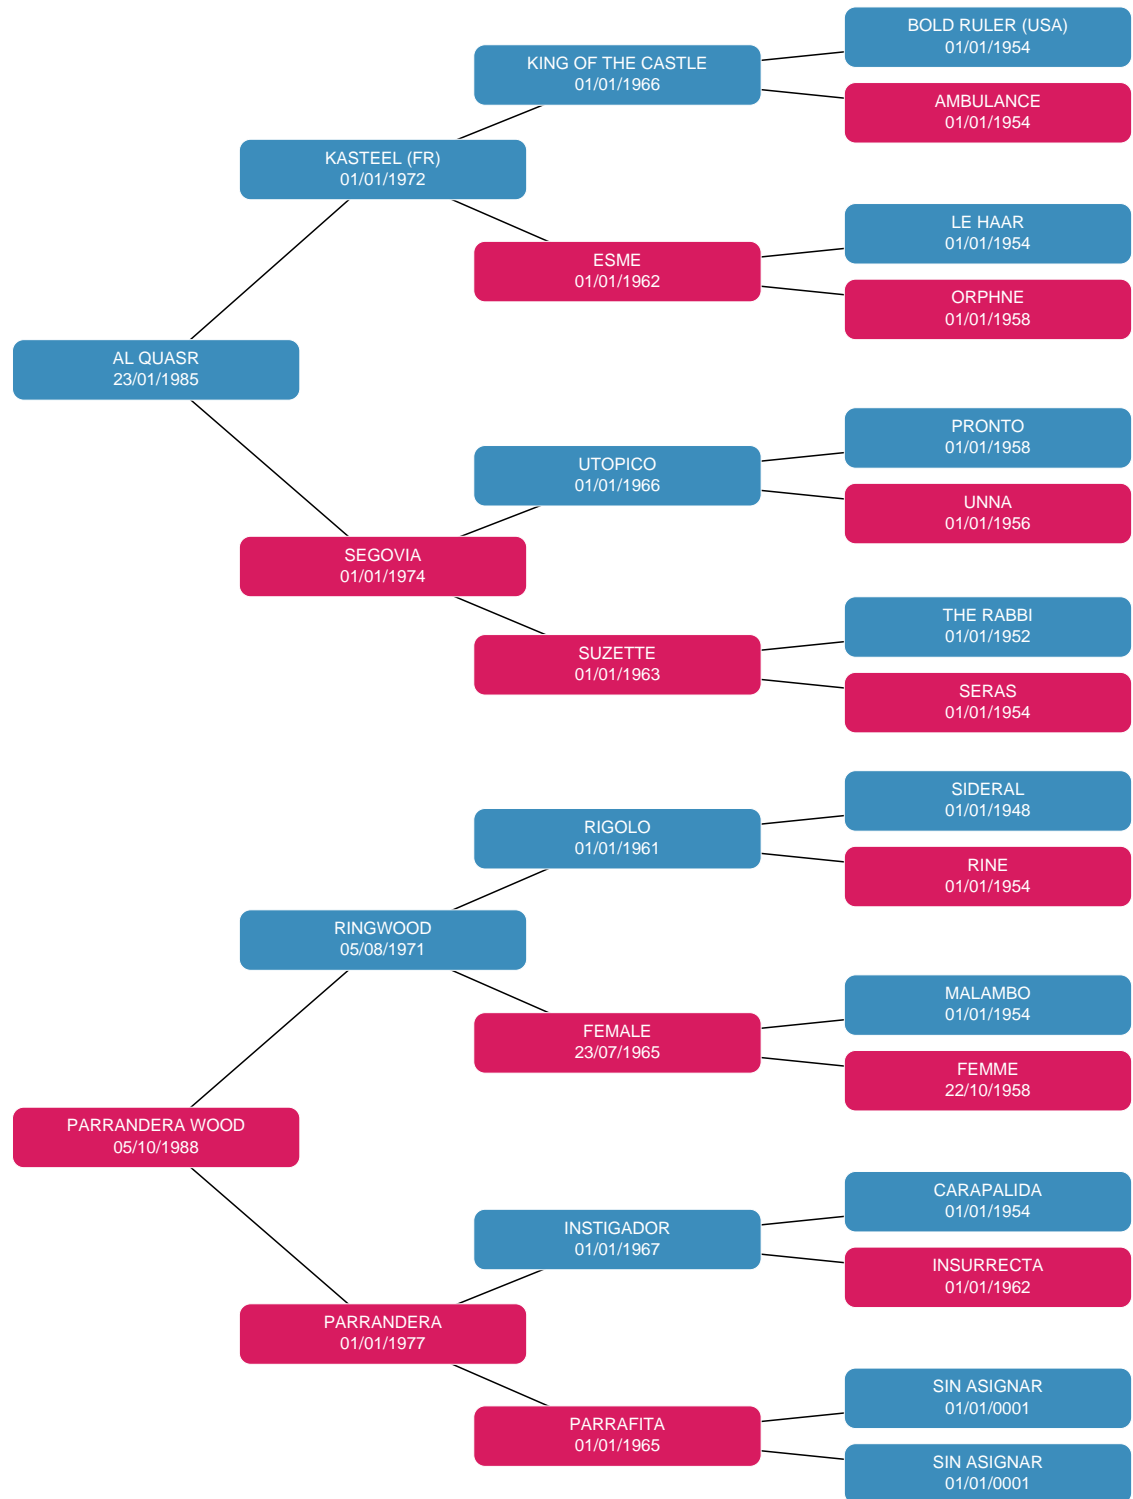 BOLD RULER (USA)
01/01/1954
KING OF THE CASTLE
01/01/1966
AMBULANCE
01/01/1954
KASTEEL (FR)
01/01/1972
LE HAAR
01/01/1954
ESME
01/01/1962
ORPHNE
01/01/1958
AL QUASR
23/01/1985
PRONTO
01/01/1958
UTOPICO
01/01/1966
UNNA
01/01/1956
SEGOVIA
01/01/1974
THE RABBI
01/01/1952
SUZETTE
01/01/1963
SERAS
01/01/1954
SIDERAL
01/01/1948
RIGOLO
01/01/1961
RINE
01/01/1954
RINGWOOD
05/08/1971
MALAMBO
01/01/1954
FEMALE
23/07/1965
FEMME
22/10/1958
PARRANDERA WOOD
05/10/1988
CARAPALIDA
01/01/1954
INSTIGADOR
01/01/1967
INSURRECTA
01/01/1962
PARRANDERA
01/01/1977
SIN ASIGNAR
01/01/0001
PARRAFITA
01/01/1965
SIN ASIGNAR
01/01/0001